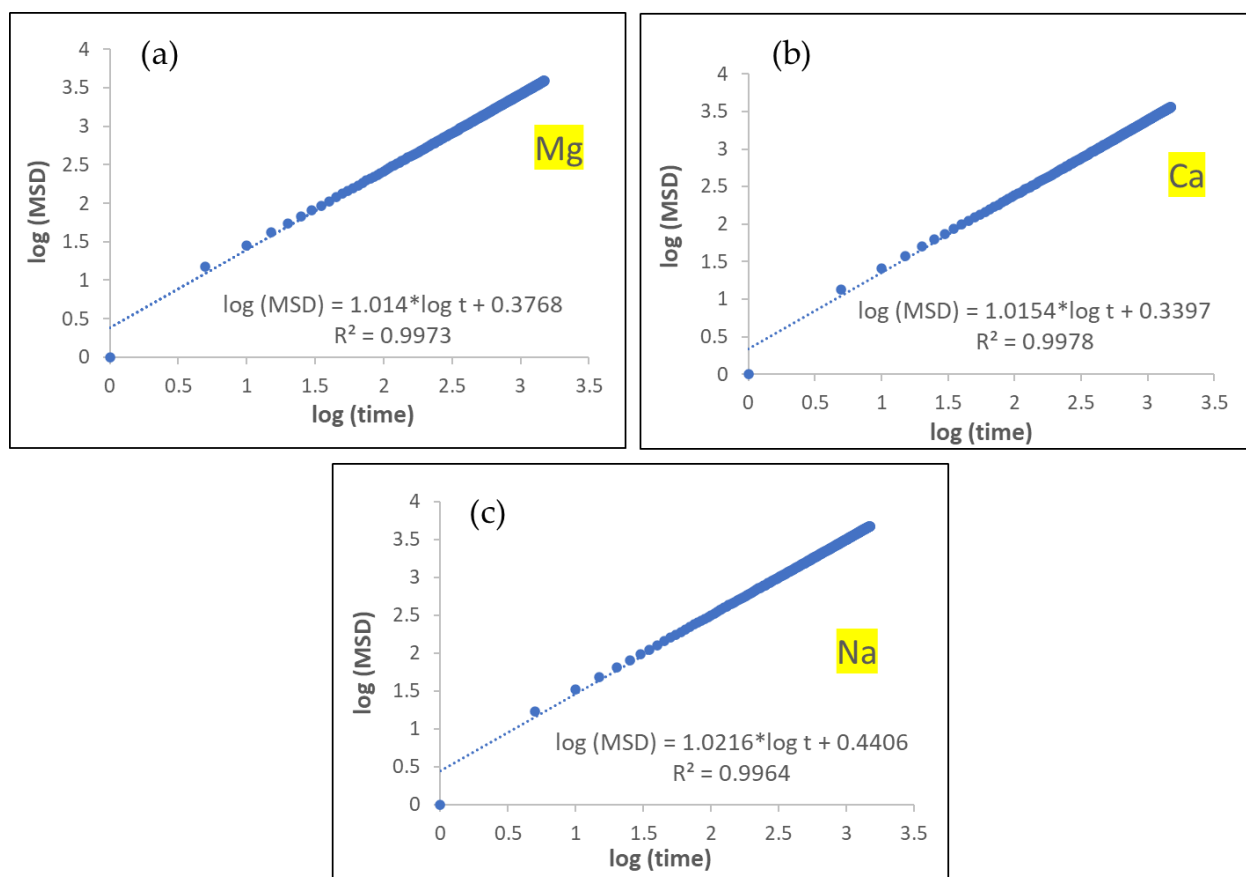 (a)
4
3.5
3
2.5
2
1.5
1
0.5
0
log (MSD)
Mg
log (MSD) = 1.014*log t + 0.3768
R² = 0.9973
0 0.5 1 1.5 2 2.5 3 3.5
log (time)
(b)
4
3.5
3
2.5
2
1.5
1
0.5
0
log (MSD)
Ca
log (MSD) = 1.0154*log t + 0.3397
R² = 0.9978
0 0.5 1 1.5 2 2.5 3 3.5
log (time)
(c)
4
3.5
3
2.5
2
1.5
1
0.5
0
log (MSD)
Na
log (MSD) = 1.0216*log t + 0.4406
R² = 0.9964
0 0.5 1 1.5 2 2.5 3 3.5
log (time)